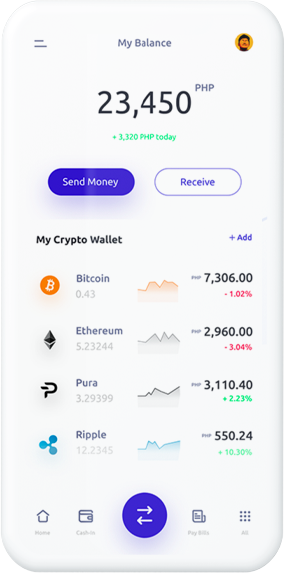 My Balance
23,450 PHP
+ 3,320 PHP today
Send Money
Receive
My Crypto Wallet
+ Add
Bitcoin
0.43
PHP 7,306.00
- 1.02%
Ethereum
5.23244
PHP 2,960.00
- 3.04%
Pura
3.29399
PHP 3,110.40
+ 2,23%
Ripple
12.2345
PHP 550.24
+ 10.30%
Home
Cash-in
Pay Bills
All